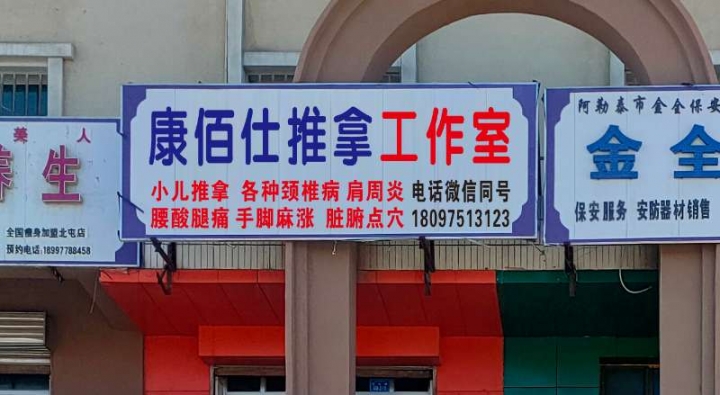 美 人
养生
全国瘦身加盟北屯店
预约电话:18997788458
康佰仕推拿工作室
小儿推拿 各种颈椎病 肩周炎 电话微信同号
腰酸腿痛 手脚麻涨 脏腑点穴 18097513123
阿勒泰市金全保安
金全
保安服务 安防器材销售